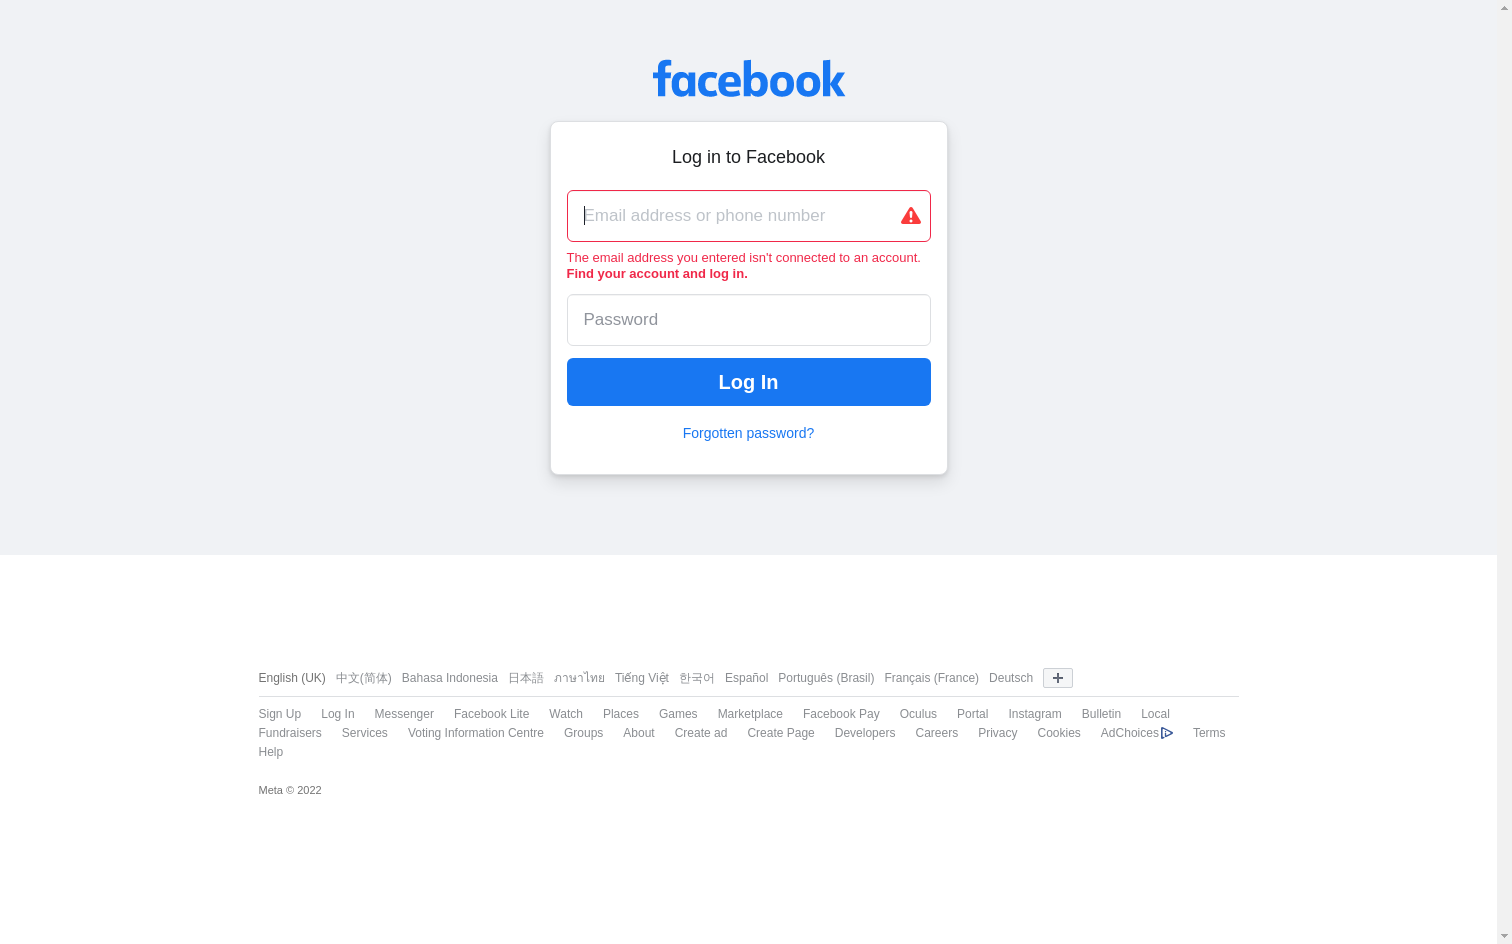 facebook
Log in to Facebook
Email address or phone number
The email address you entered isn't connected to an account.
Find your account and log in.
Password
Log In
Forgotten password?
English (UK) 中文(简体) Bahasa Indonesia 日本語 ภาษาไทย Tiếng Việt 한국어 Español Português (Brasil) Français (France) Deutsch
Sign Up Log In Messenger Facebook Lite Watch Places Games Marketplace Facebook Pay Oculus Portal Instagram Bulletin Local
Fundraisers Services Voting Information Centre Groups About Create ad Create Page Developers Careers Privacy Cookies AdChoices Terms
Help
Meta © 2022